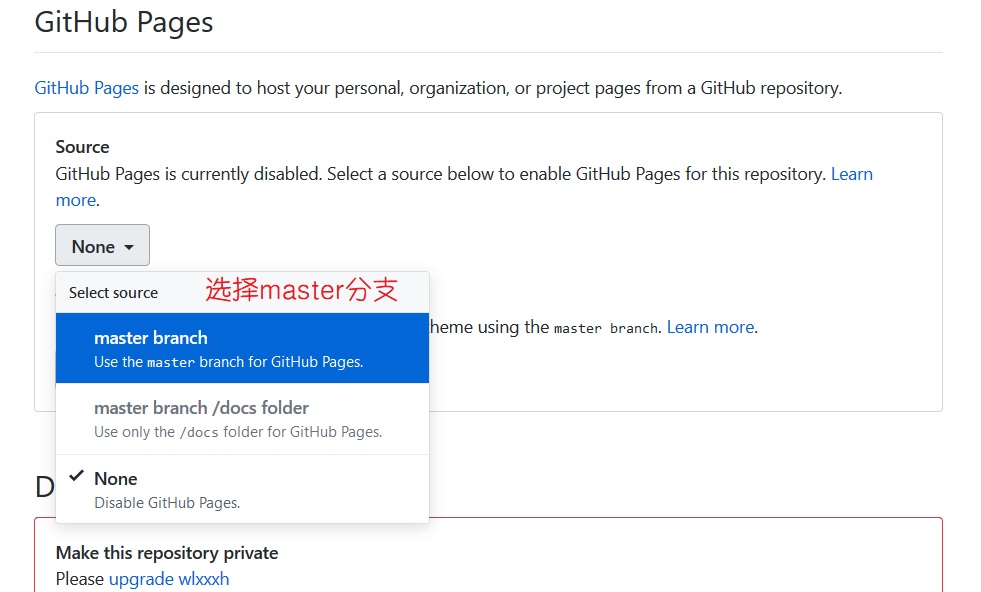 GitHub Pages
GitHub Pages is designed to host your personal, organization, or project pages from a GitHub repository.
Source
GitHub Pages is currently disabled. Select a source below to enable GitHub Pages for this repository. Learn
more.
None
Select source 选择master分支
heme using the master branch. Learn more.
master branch
Use the master branch for GitHub Pages.
master branch /docs folder
Use only the /docs folder for GitHub Pages.
None
Disable GitHub Pages.
D
Make this repository private
Please upgrade wlxxxh